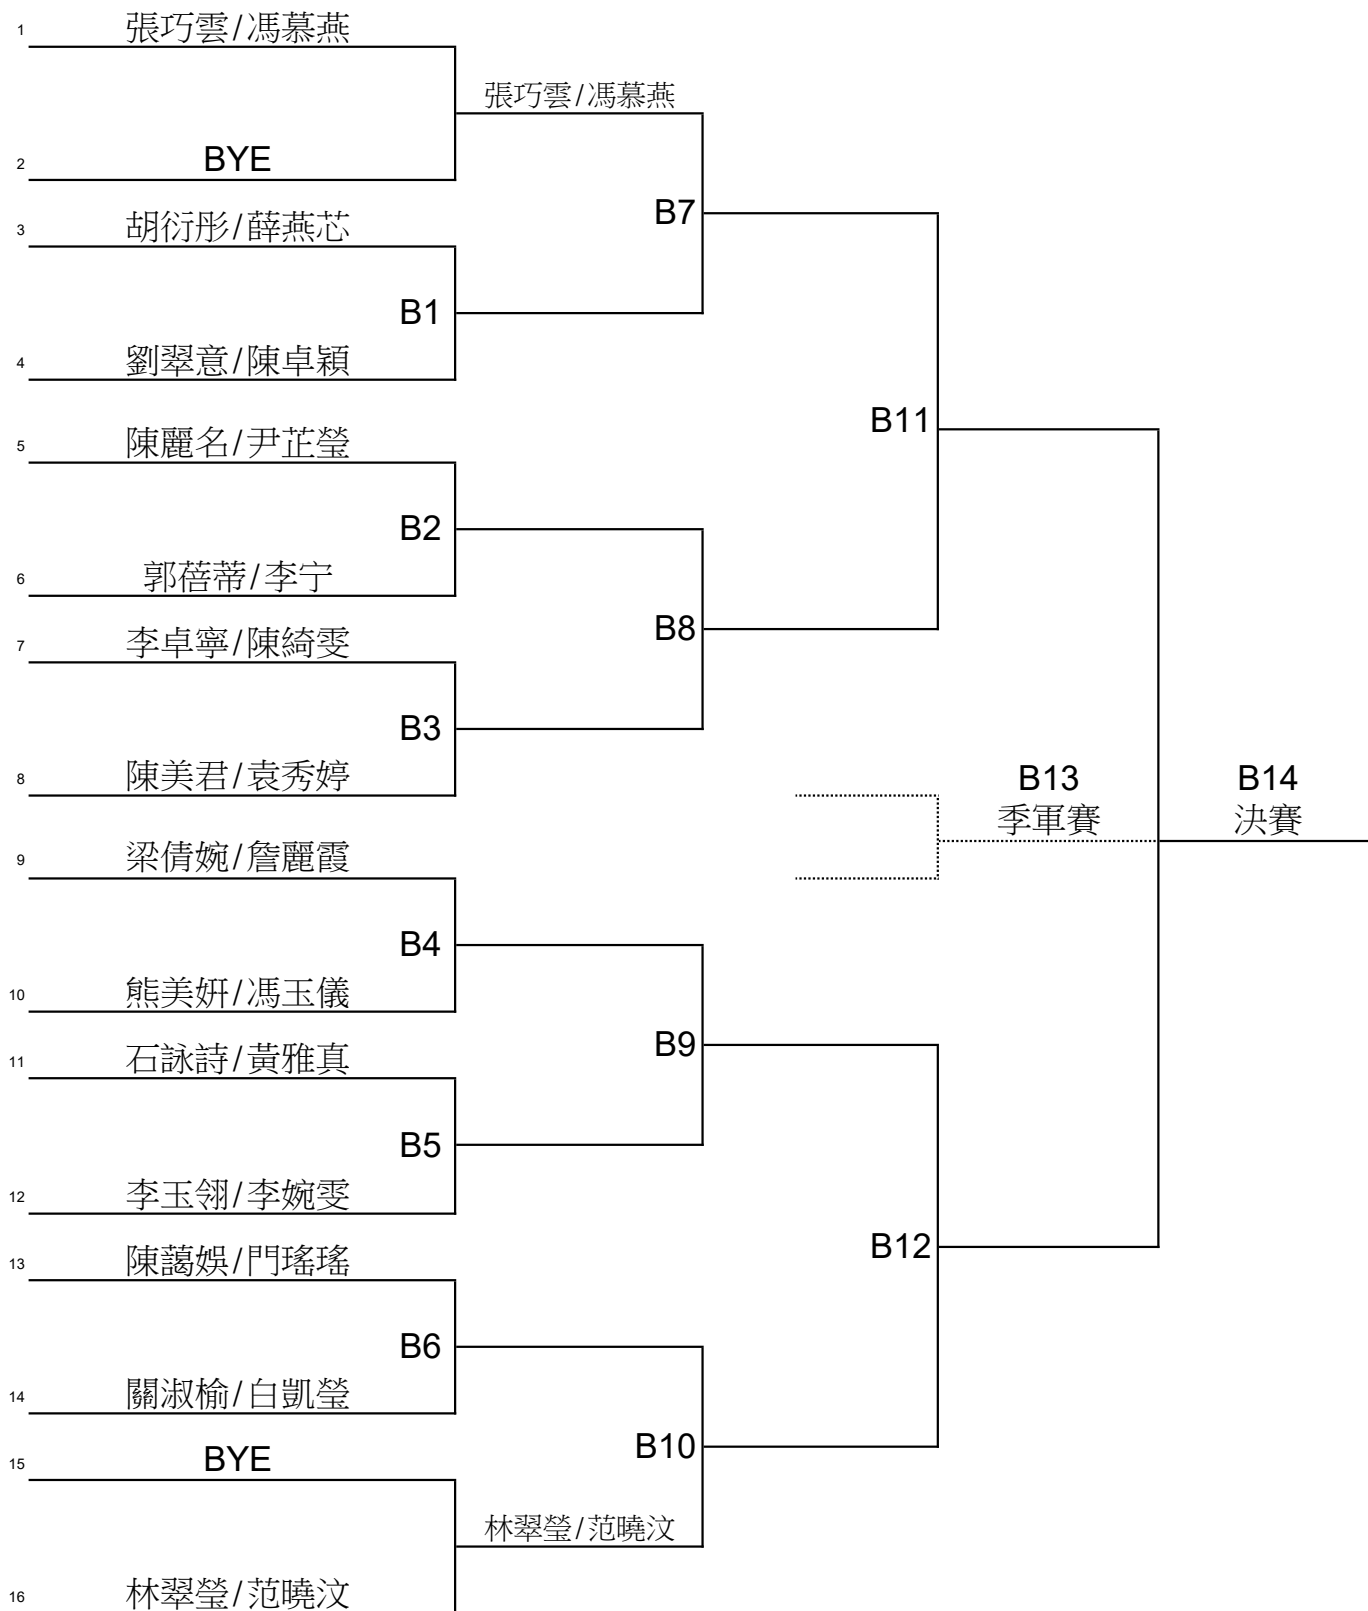 1 張巧雲/馮慕燕
張巧雲/馮慕燕
2 BYE
B7
3 胡衍彤/薛燕芯
B1
4 劉翠意/陳卓穎
B11
5 陳麗名/尹芷瑩
B2
6 郭蓓蒂/李宁
B8
7 李卓寧/陳綺雯
B3
8 陳美君/袁秀婷
B13 B14
季軍賽 決賽
9 梁倩婉/詹麗霞
B4
10 熊美妍/馮玉儀
B9
11 石詠詩/黃雅真
B5
12 李玉翎/李婉雯
B12
13 陳藹娛/門瑤瑤
B6
14 關淑榆/白凱瑩
B10
15 BYE
林翠瑩/范曉汶
16 林翠瑩/范曉汶